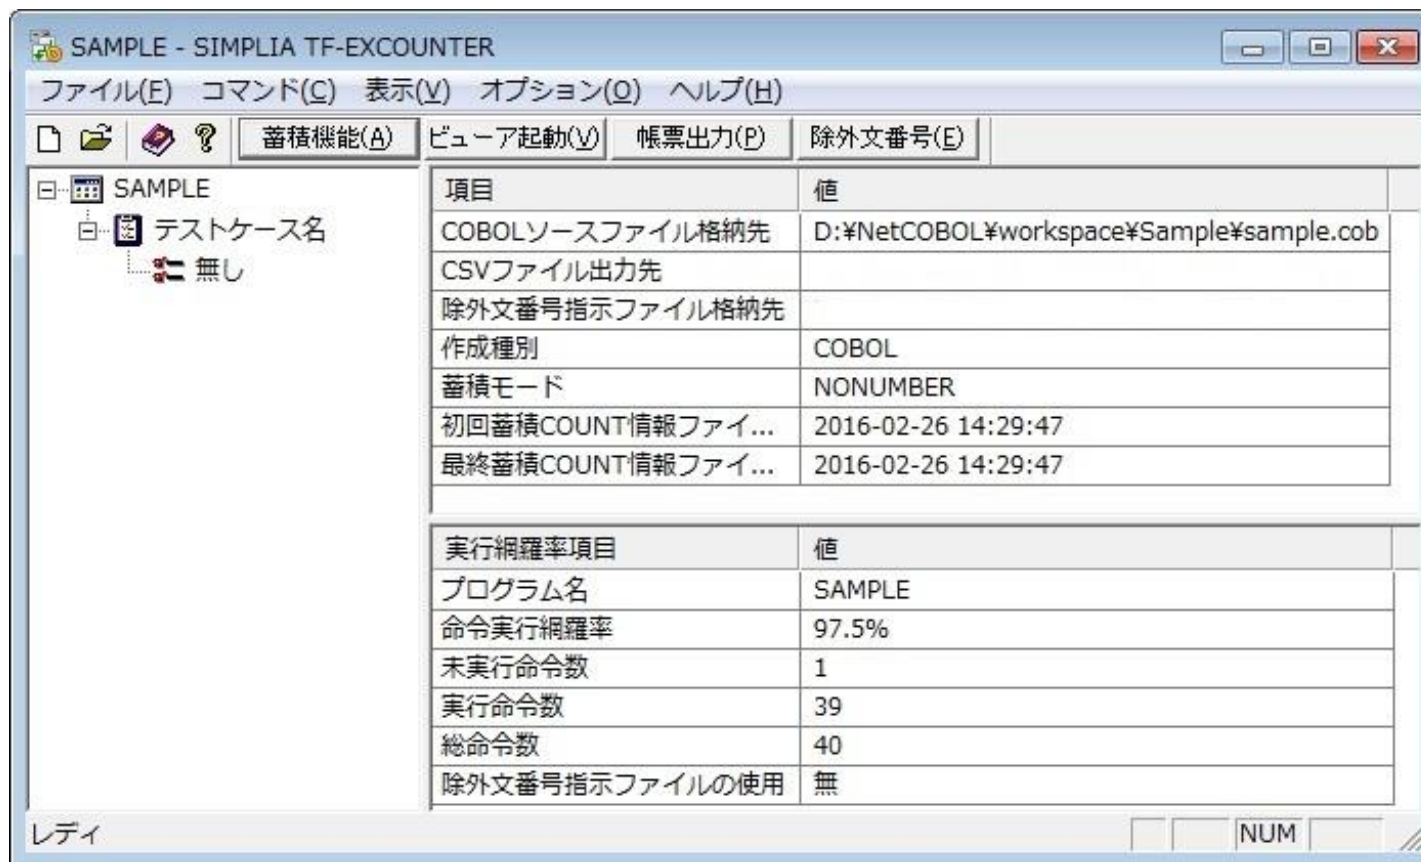 SAMPLE - SIMPLIA TF-EXCOUNTER
ファイル(F) コマンド(C) 表示(V) オプション(O) ヘルプ(H)
蓄積機能(A) ビューア起動(V) 帳票出力(P) 除外文番号(E)
SAMPLE
テストケース名
無し
項目 値
COBOLソースファイル格納先 D:¥NetCOBOL¥workspace¥Sample¥sample.cob
CSVファイル出力先
除外文番号指示ファイル格納先
作成種別 COBOL
蓄積モード NONUMBER
初回蓄積COUNT情報ファイ... 2016-02-26 14:29:47
最終蓄積COUNT情報ファイ... 2016-02-26 14:29:47
実行網羅率項目 値
プログラム名 SAMPLE
命令実行網羅率 97.5%
未実行命令数 1
実行命令数 39
総命令数 40
除外文番号指示ファイルの使用 無
レディ NUM